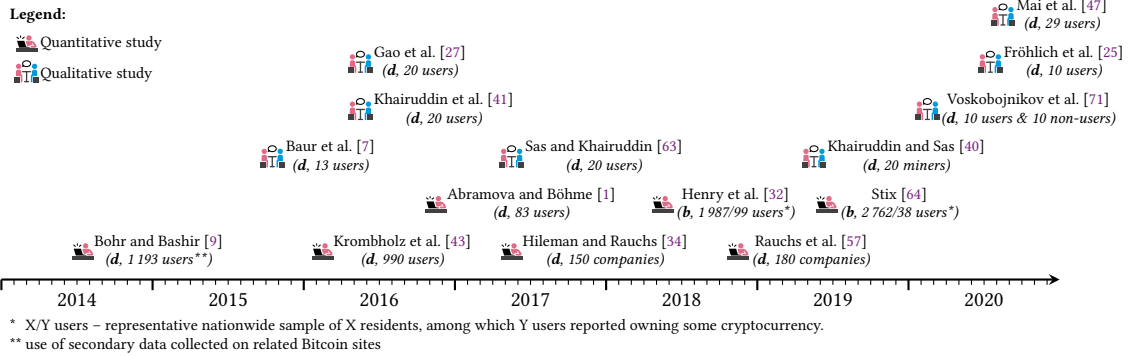 Legend:
Quantitative study
Qualitative study
Mai et al. [47]
(d, 29 users)
Gao et al. [27]
(d, 20 users)
Fröhlich et al. [25]
(d, 10 users)
Khairuddin et al. [41]
(d, 20 users)
Voskobojnikov et al. [71]
(d, 10 users & 10 non-users)
Baur et al. [7]
(d, 13 users)
Sas and Khairuddin [63]
(d, 20 users)
Khairuddin and Sas [40]
(d, 20 miners)
Abramova and Böhme [1]
(d, 83 users)
Henry et al. [32]
(b, 1 987/99 users*)
Stix [64]
(b, 2 762/38 users*)
Bohr and Bashir [9]
(d, 1 193 users**)
Krombholz et al. [43]
(d, 990 users)
Hileman and Rauchs [34]
(d, 150 companies)
Rauchs et al. [57]
(d, 180 companies)
2014 2015 2016 2017 2018 2019 2020
* X/Y users – representative nationwide sample of X residents, among which Y users reported owning some cryptocurrency.
** use of secondary data collected on related Bitcoin sites